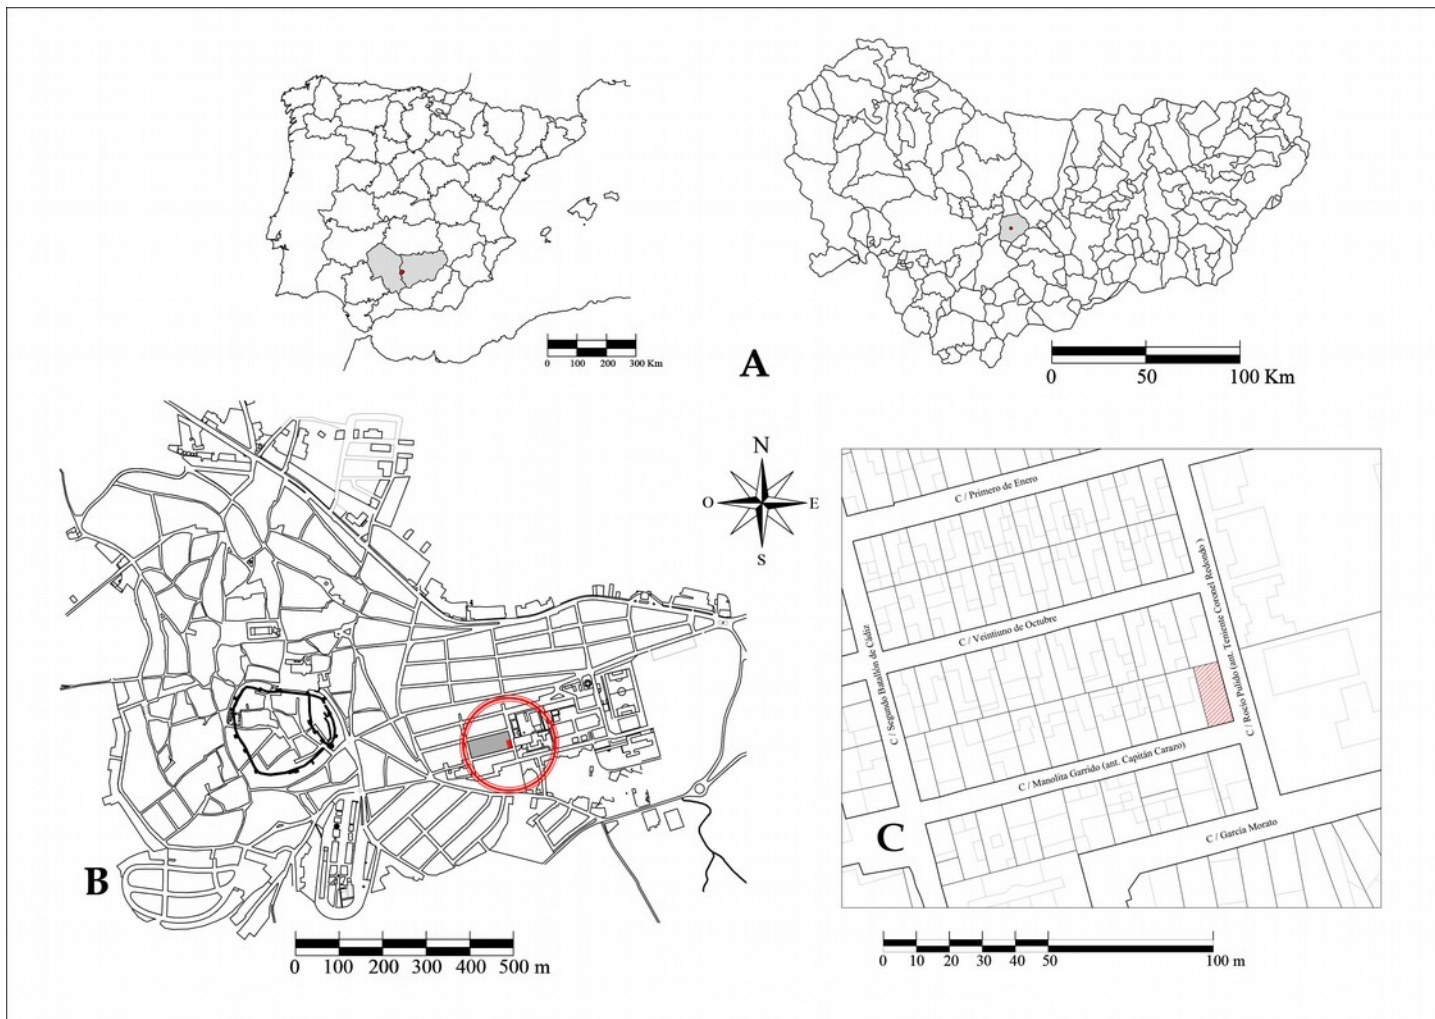 0 100 200 300 Km
A
0 50 100 Km
N
O E
S
B
0 100 200 300 400 500 m
C / Primero de Enero
C / Veintiuno de Octubre
C / Segundo Batallón de Cádiz
C / Rocío Pulido (ant. Teniente Coronel Redondo )
C / Manolita Garrido (ant. Capitán Carazo)
C / García Morato
C
0 10 20 30 40 50 100 m